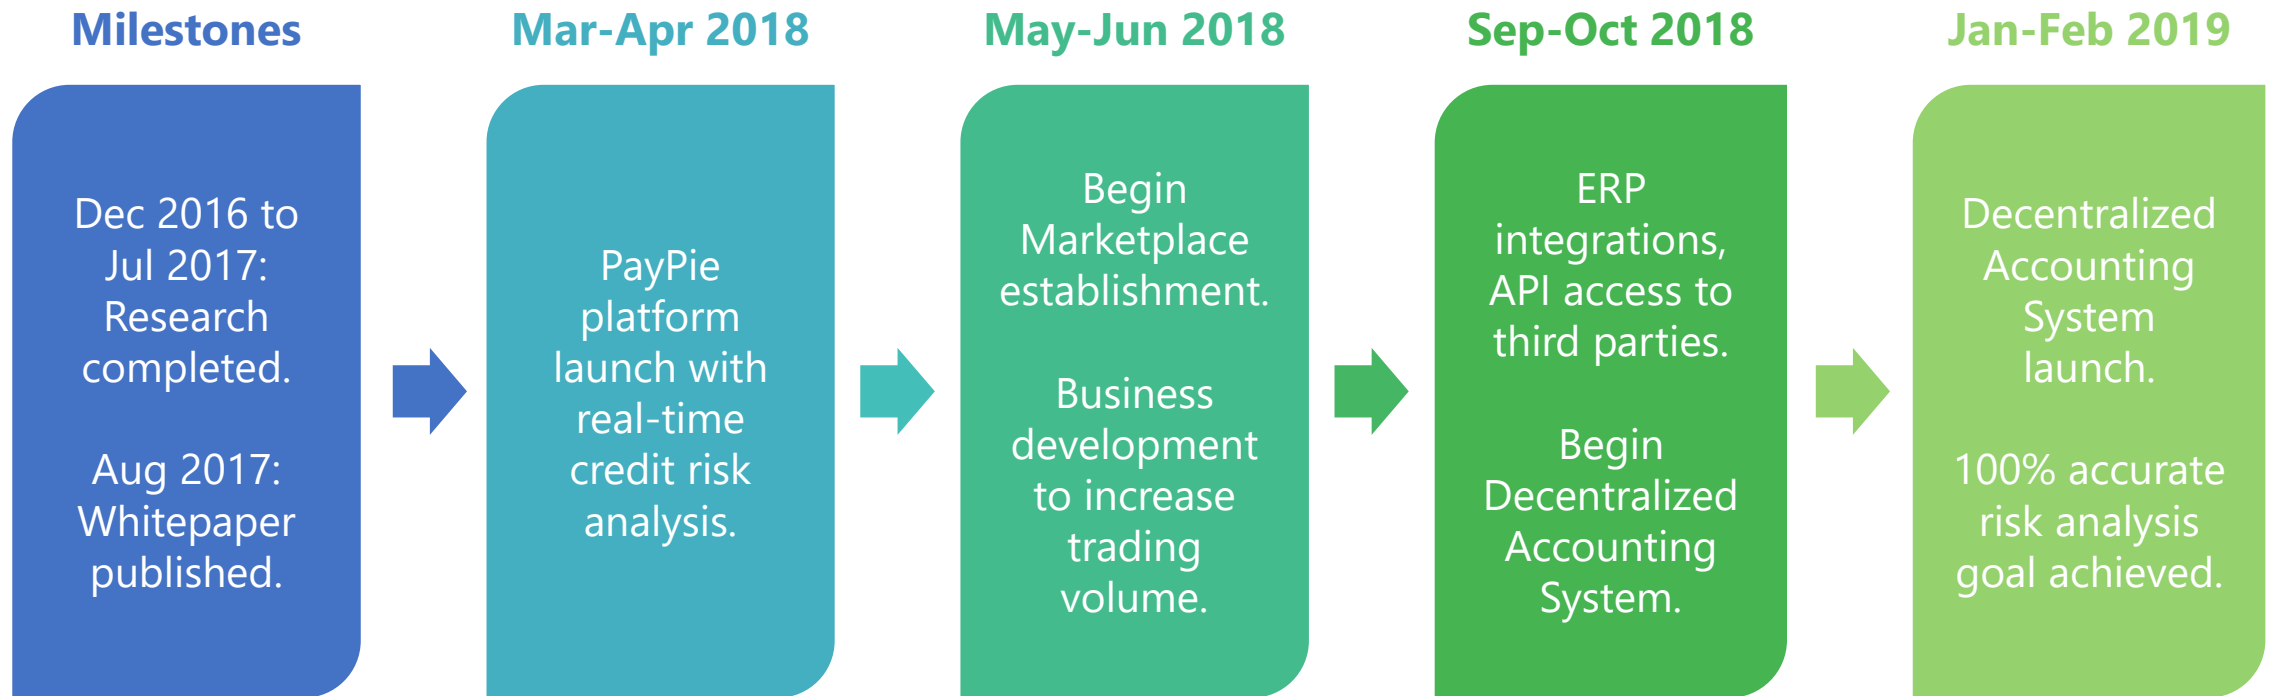 Milestones
Dec 2016 to
Jul 2017:
Research
completed.
Aug 2017:
Whitepaper
published.
Mar-Apr 2018
PayPie
platform
launch with
real-time
credit risk
analysis.
May-Jun 2018
Begin
Marketplace
establishment.
Business
development
to increase
trading
volume.
Sep-Oct 2018
ERP
integrations,
API access to
third parties.
Begin
Decentralized
Accounting
System.
Jan-Feb 2019
Decentralized
Accounting
System
launch.
100% accurate
risk analysis
goal achieved.